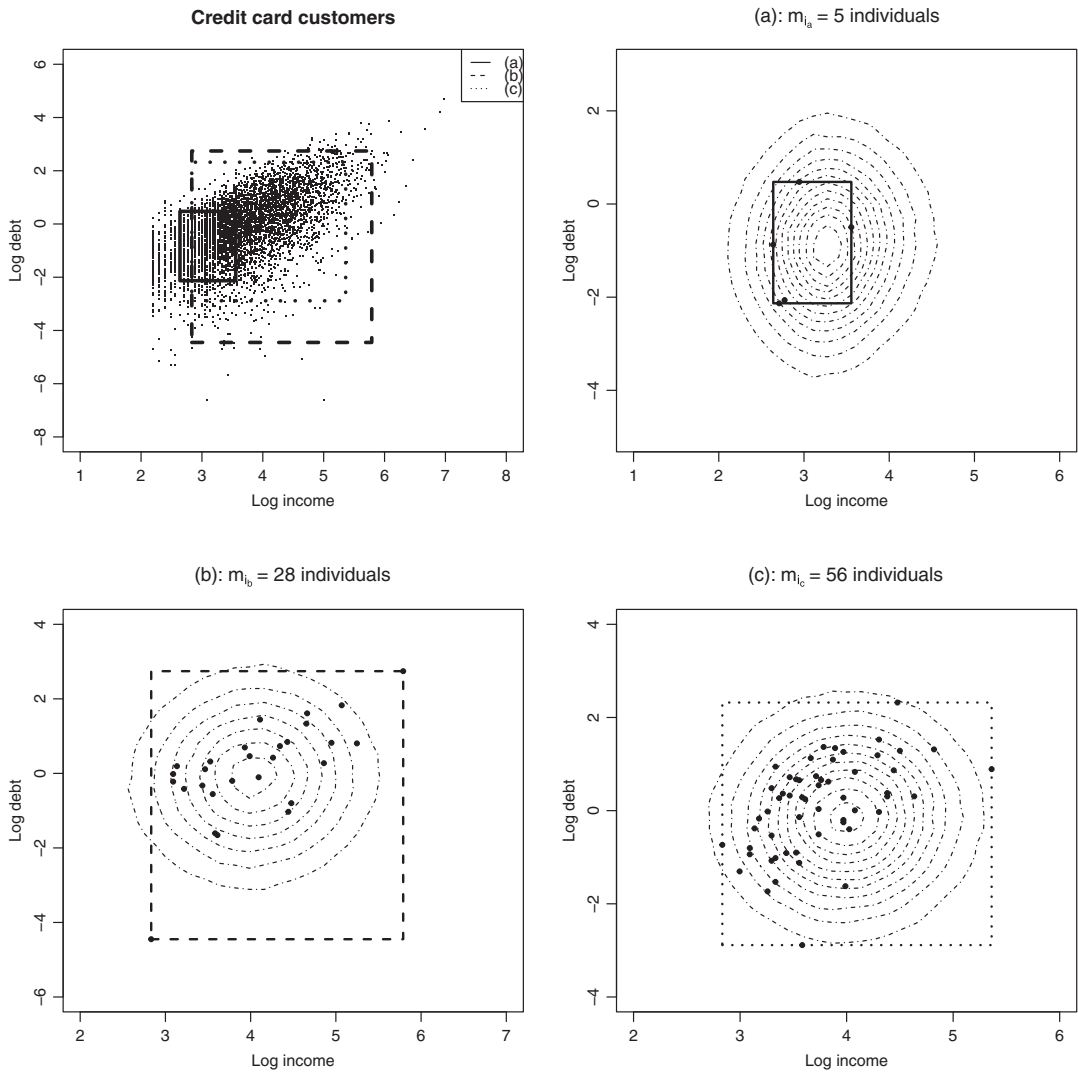 Credit card customers
(a)
(b)
(c)
6
4
2
0
−2
−4
−6
−8
Log debt
1 2 3 4 5 6 7 8
Log income
(a): m_{i_a} = 5 individuals
2
0
−2
−4
Log debt
1 2 3 4 5 6
Log income
(b): m_{i_b} = 28 individuals
4
2
0
−2
−4
−6
Log debt
2 3 4 5 6 7
Log income
(c): m_{i_c} = 56 individuals
4
2
0
−2
−4
Log debt
2 3 4 5 6
Log income